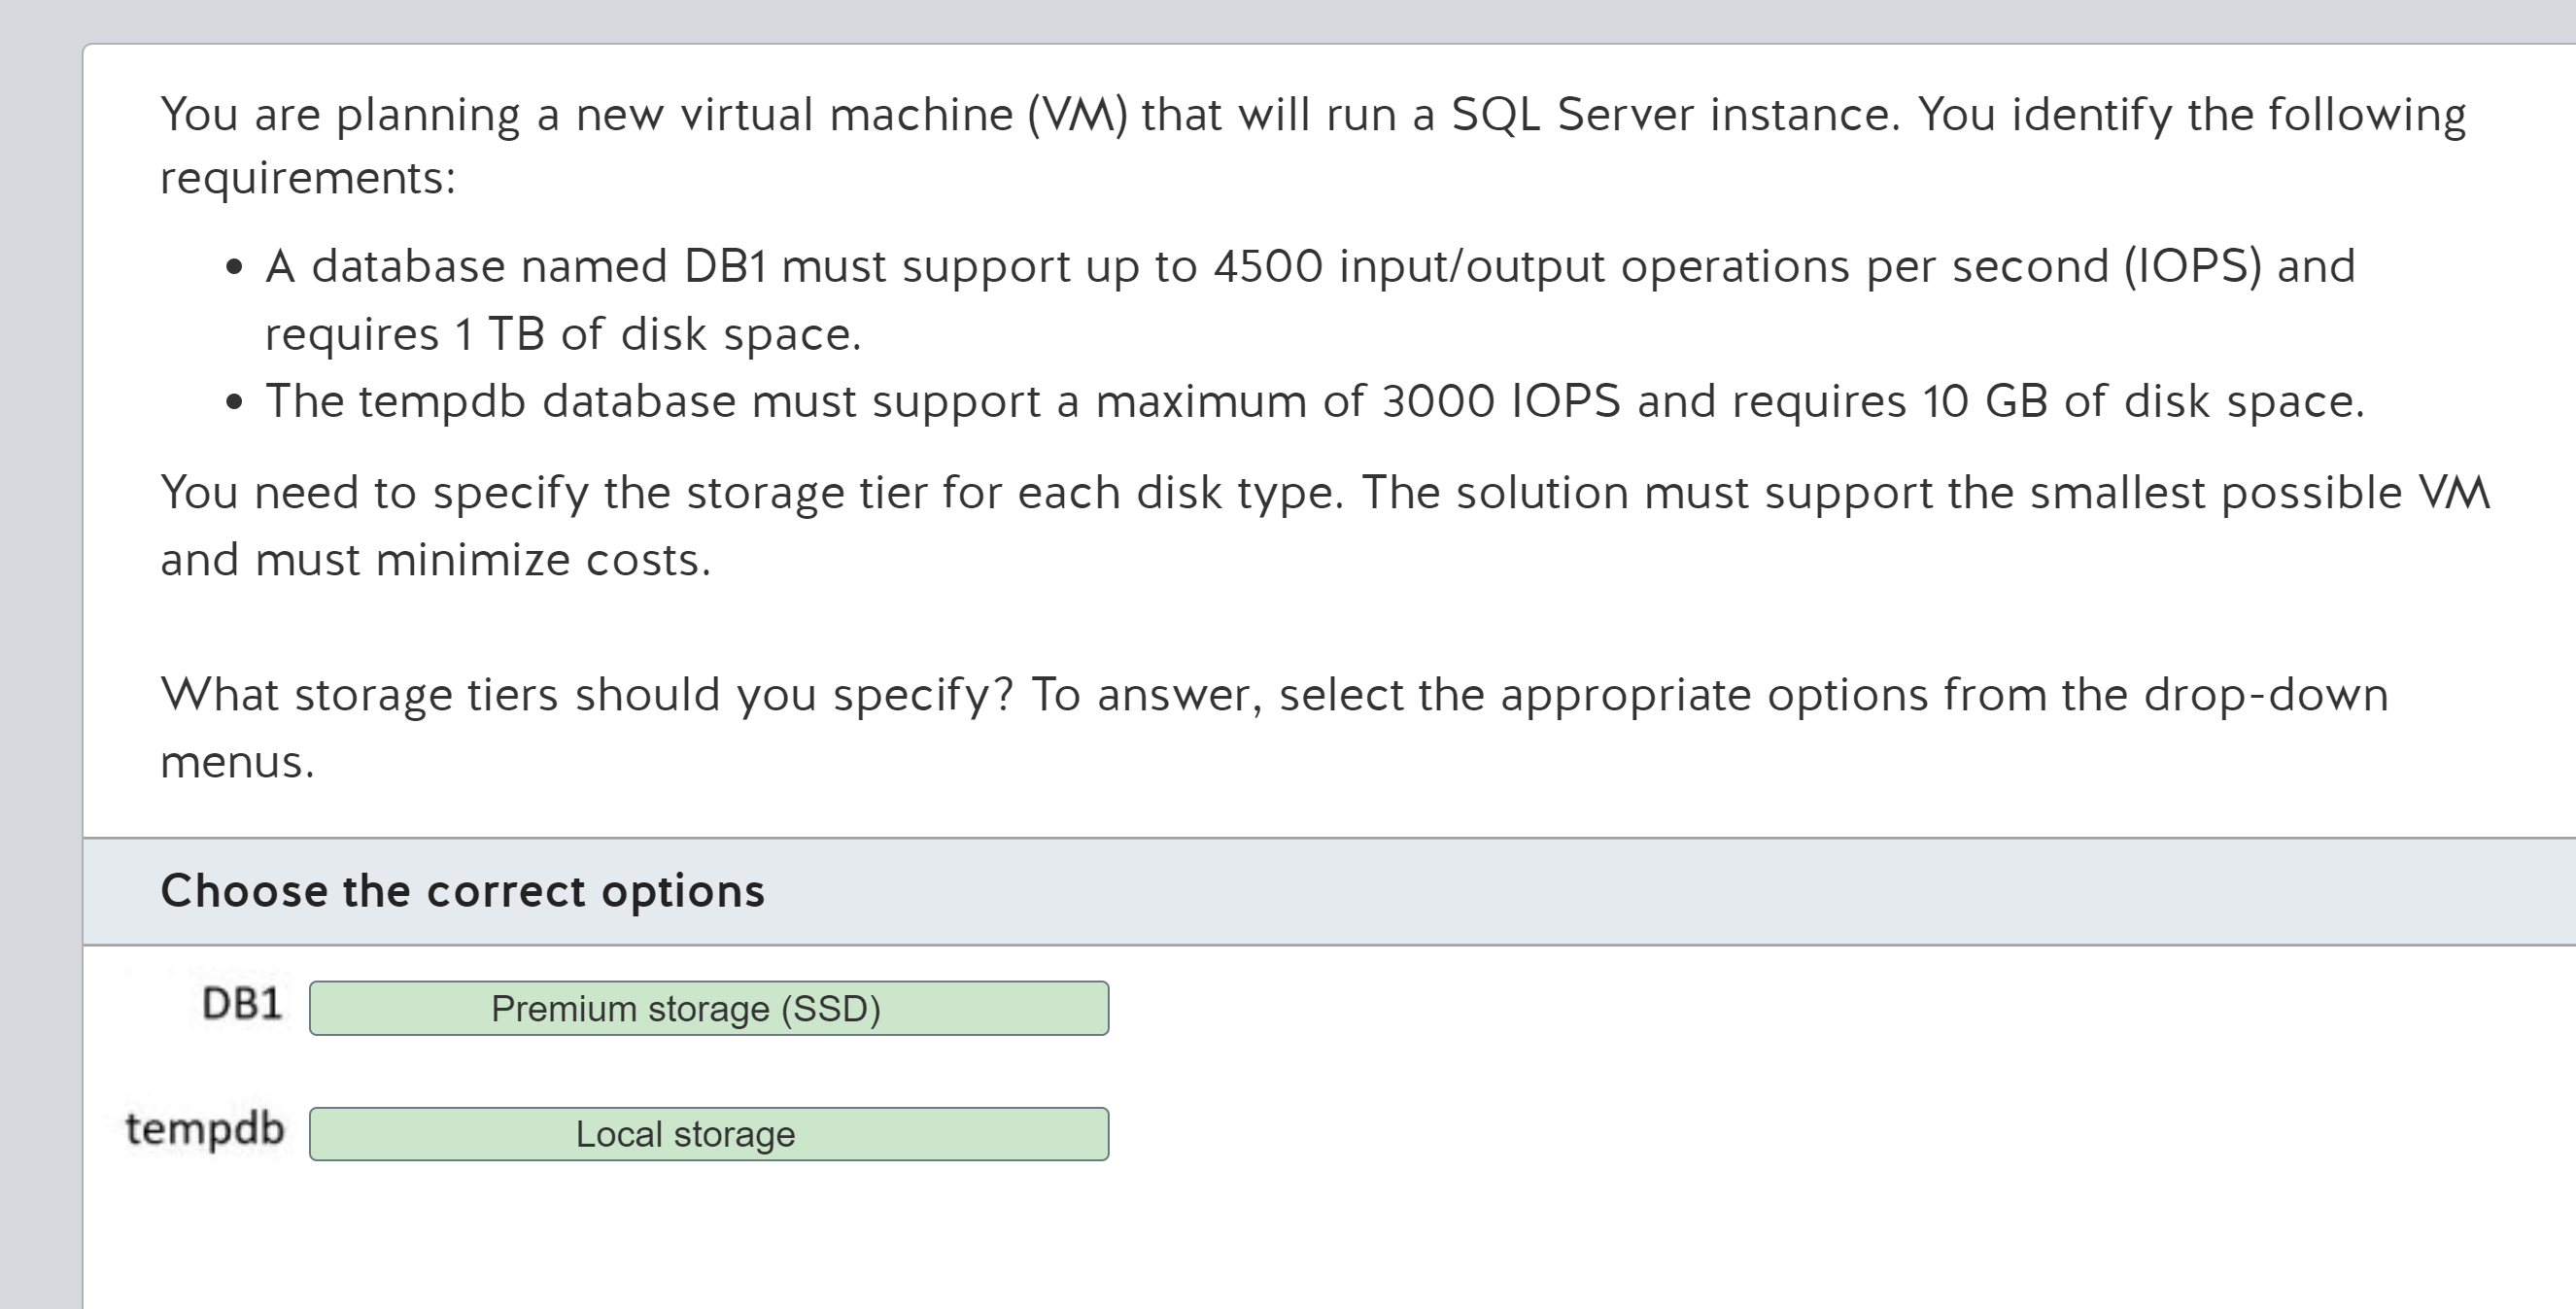 You are planning a new virtual machine (VM) that will run a SQL Server instance. You identify the following
requirements:
• A database named DB1 must support up to 4500 input/output operations per second (IOPS) and
requires 1 TB of disk space.
• The tempdb database must support a maximum of 3000 IOPS and requires 10 GB of disk space.
You need to specify the storage tier for each disk type. The solution must support the smallest possible VM
and must minimize costs.
What storage tiers should you specify? To answer, select the appropriate options from the drop-down
menus.
Choose the correct options
DB1 Premium storage (SSD)
tempdb Local storage